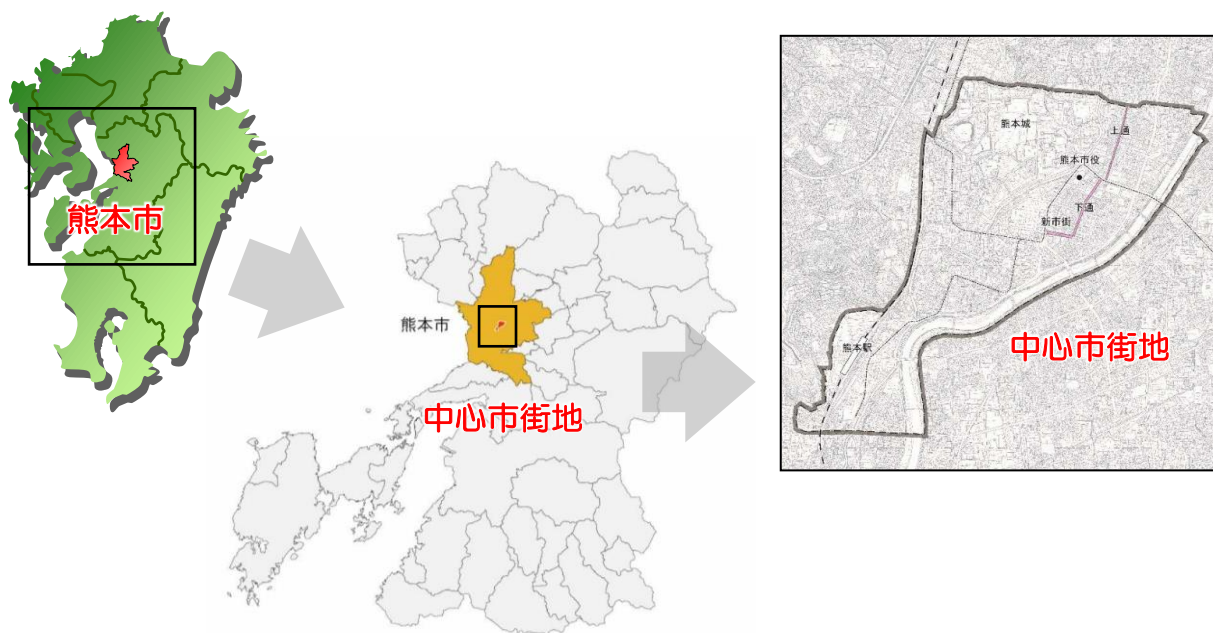 熊本市
熊本市
中心市街地
熊本城
上通
熊本市役
下通
新市街
熊本駅
中心市街地